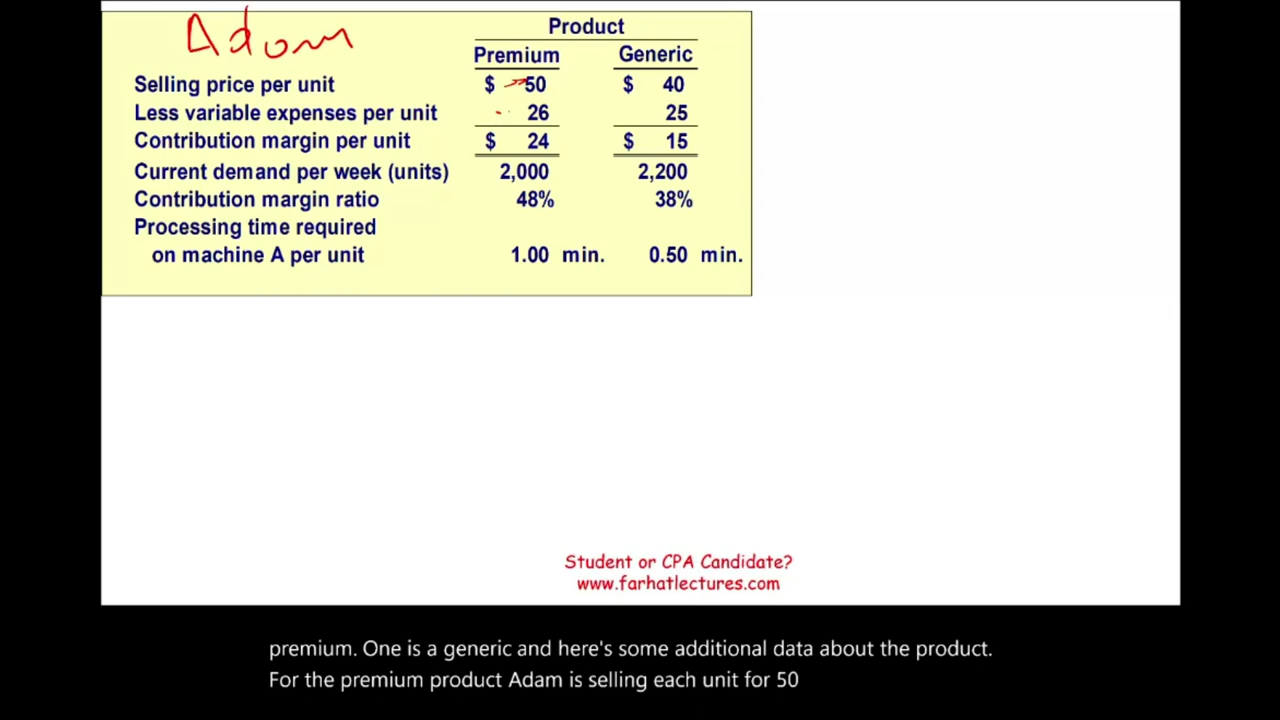 Adam
Product
Premium Generic
Selling price per unit $ 50 $ 40
Less variable expenses per unit 26 25
Contribution margin per unit $ 24 $ 15
Current demand per week (units) 2,000 2,200
Contribution margin ratio 48% 38%
Processing time required
on machine A per unit 1.00 min. 0.50 min.
Student or CPA Candidate?
www.farhatlectures.com
premium. One is a generic and here's some additional data about the product.
For the premium product Adam is selling each unit for 50